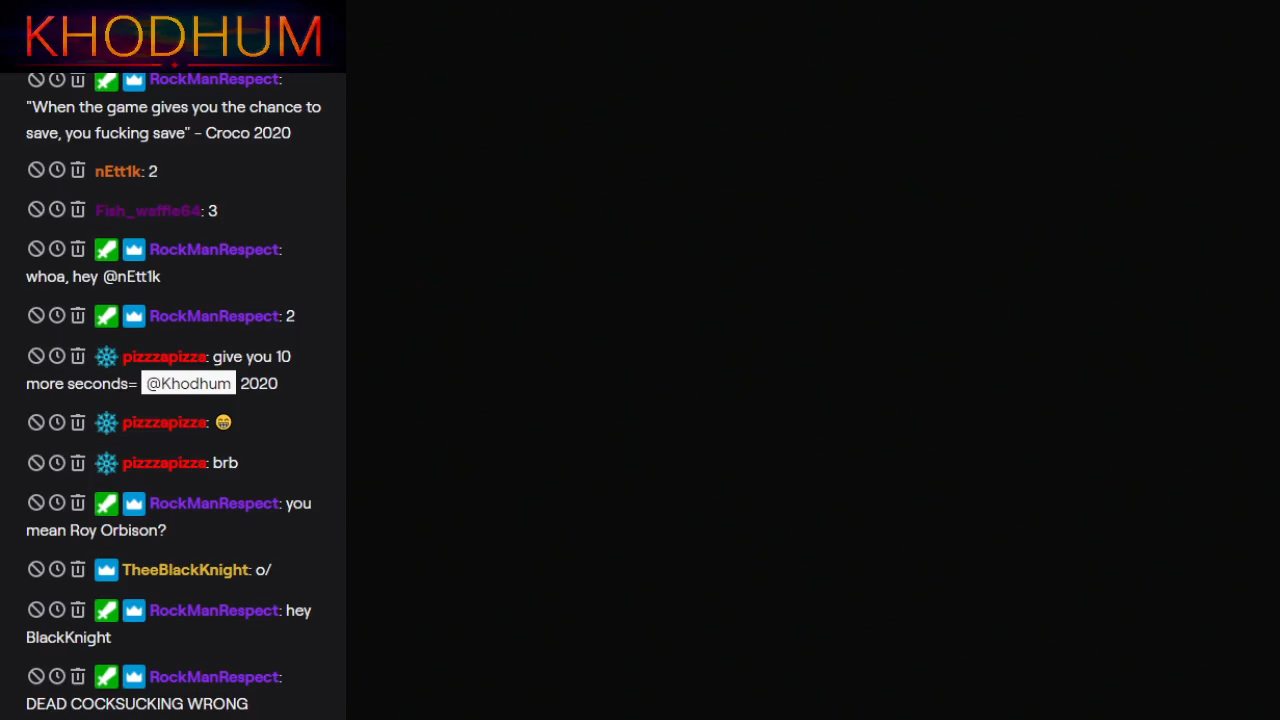 KHODHUM
RockManRespect:
"When the game gives you the chance to
save, you fucking save" - Croco 2020
nEtt1k: 2
Fish_waffle64: 3
RockManRespect:
whoa, hey @nEtt1k
RockManRespect: 2
pizzzapizza: give you 10
more seconds= @Khodhum 2020
pizzzapizza: 😁
pizzzapizza: brb
RockManRespect: you
mean Roy Orbison?
TheeBlackKnight: o/
RockManRespect: hey
BlackKnight
RockManRespect:
DEAD COCKSUCKING WRONG